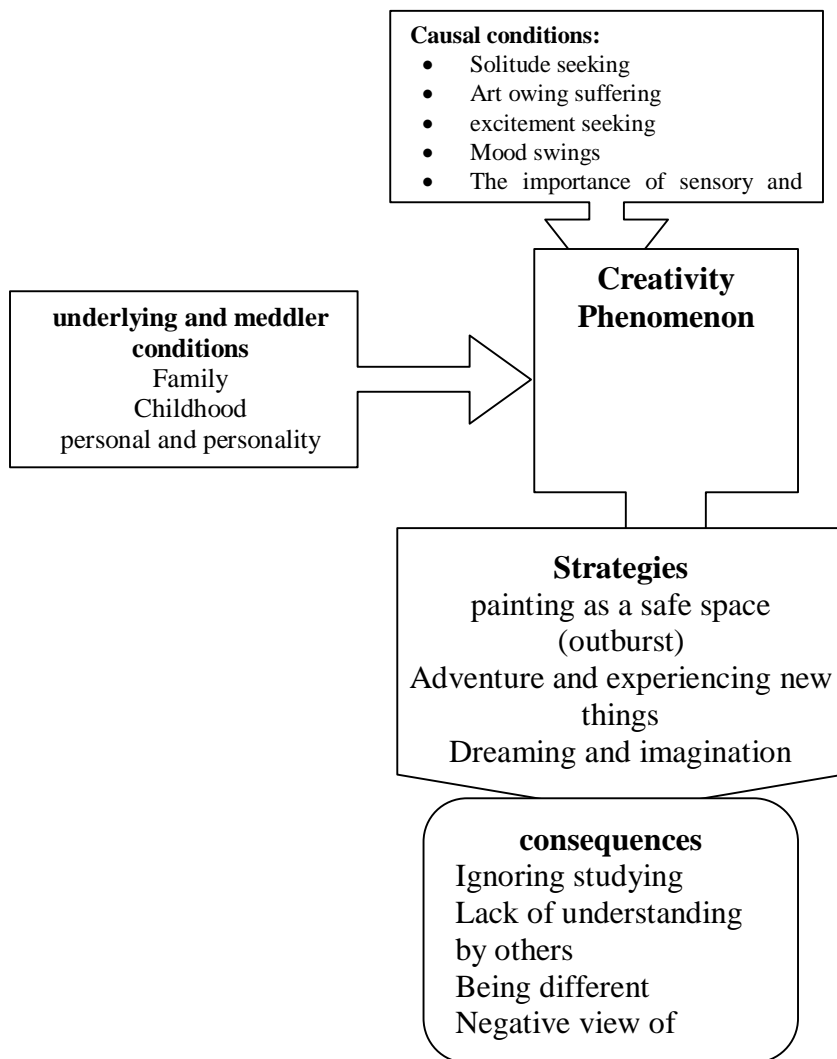 Causal conditions:
• Solitude seeking
• Art owing suffering
• excitement seeking
• Mood swings
• The importance of sensory and
Creativity
Phenomenon
underlying and meddler
conditions
Family
Childhood
personal and personality
Strategies
painting as a safe space
(outburst)
Adventure and experiencing new
things
Dreaming and imagination
consequences
Ignoring studying
Lack of understanding
by others
Being different
Negative view of